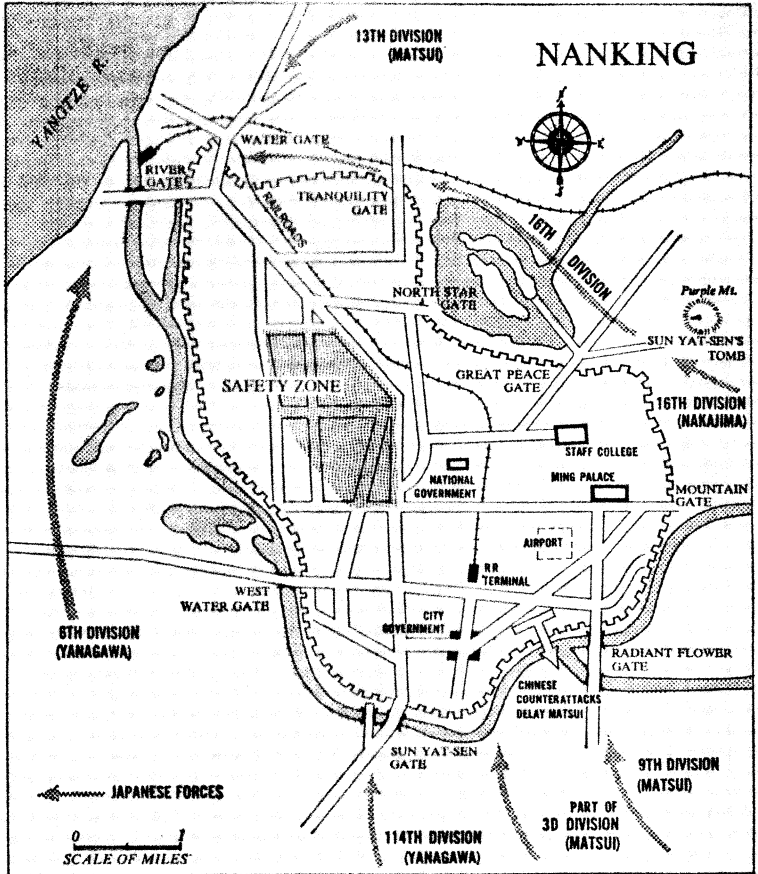 13TH DIVISION
(MATSUI)
NANKING
YANGTZE R.
WATER GATE
RIVER
GATE
TRANQUILITY
GATE
RAILROADS
16TH
DIVISION
NORTH STAR
GATE
Purple Mt.
SUN YAT-SEN'S
TOMB
GREAT PEACE
GATE
SAFETY ZONE
16TH DIVISION
(NAKAJIMA)
STAFF COLLEGE
NATIONAL
GOVERNMENT
MING PALACE
MOUNTAIN
GATE
AIRPORT
RR
TERMINAL
WEST
WATER GATE
CITY
GOVERNMENT
6TH DIVISION
(YANAGAWA)
RADIANT FLOWER
GATE
CHINESE
COUNTERATTACKS
DELAY MATSUI
SUN YAT-SEN
GATE
9TH DIVISION
(MATSUI)
JAPANESE FORCES
PART OF
3D DIVISION
(MATSUI)
114TH DIVISION
(YANAGAWA)
0 1
SCALE OF MILES